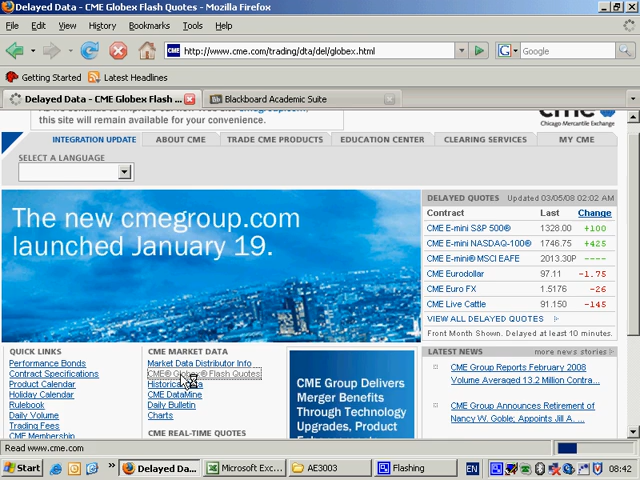 Delayed Data - CME Globex Flash Quotes - Mozilla Firefox
File Edit View History Bookmarks Tools Help
http://www.cme.com/trading/dta/del/globex.html
Google
Getting Started Latest Headlines
Delayed Data - CME Globex Flash ... Blackboard Academic Suite
this site will remain available for your convenience.
Chicago Mercantile Exchange
INTEGRATION UPDATE ABOUT CME TRADE CME PRODUCTS EDUCATION CENTER CLEARING SERVICES MY CME
SELECT A LANGUAGE
The new cmegroup.com
launched January 19.
DELAYED QUOTES Updated 03/05/08 02:02 AM
Contract Last Change
CME E-mini S&P 500® 1328.00 +100
CME E-mini NASDAQ-100® 1746.75 +425
CME E-mini® MSCI EAFE 2013.30P ----
CME Eurodollar 97.11 -1.75
CME Euro FX 1.5176 -26
CME Live Cattle 91.150 -145
VIEW ALL DELAYED QUOTES
Front Month Shown. Delayed at least 10 minutes.
QUICK LINKS
Performance Bonds
Contract Specifications
Product Calendar
Holiday Calendar
Rulebook
Daily Volume
Trading Fees
CME Membership
CME MARKET DATA
Market Data Distributor Info
CME® Globex® Flash Quotes
Historical Data
CME DataMine
Daily Bulletin
Charts
CME REAL-TIME QUOTES
CME Group Delivers
Merger Benefits
Through Technology
Upgrades, Product
LATEST NEWS more news stories
CME Group Reports February 2008
Volume Averaged 13.2 Million Contra...
CME Group Announces Retirement of
Nancy W. Goble; Appoints Jill A. ...
Read www.cme.com
Start Delayed Da... Microsoft Exc... AE3003 Flashing EN 08:42